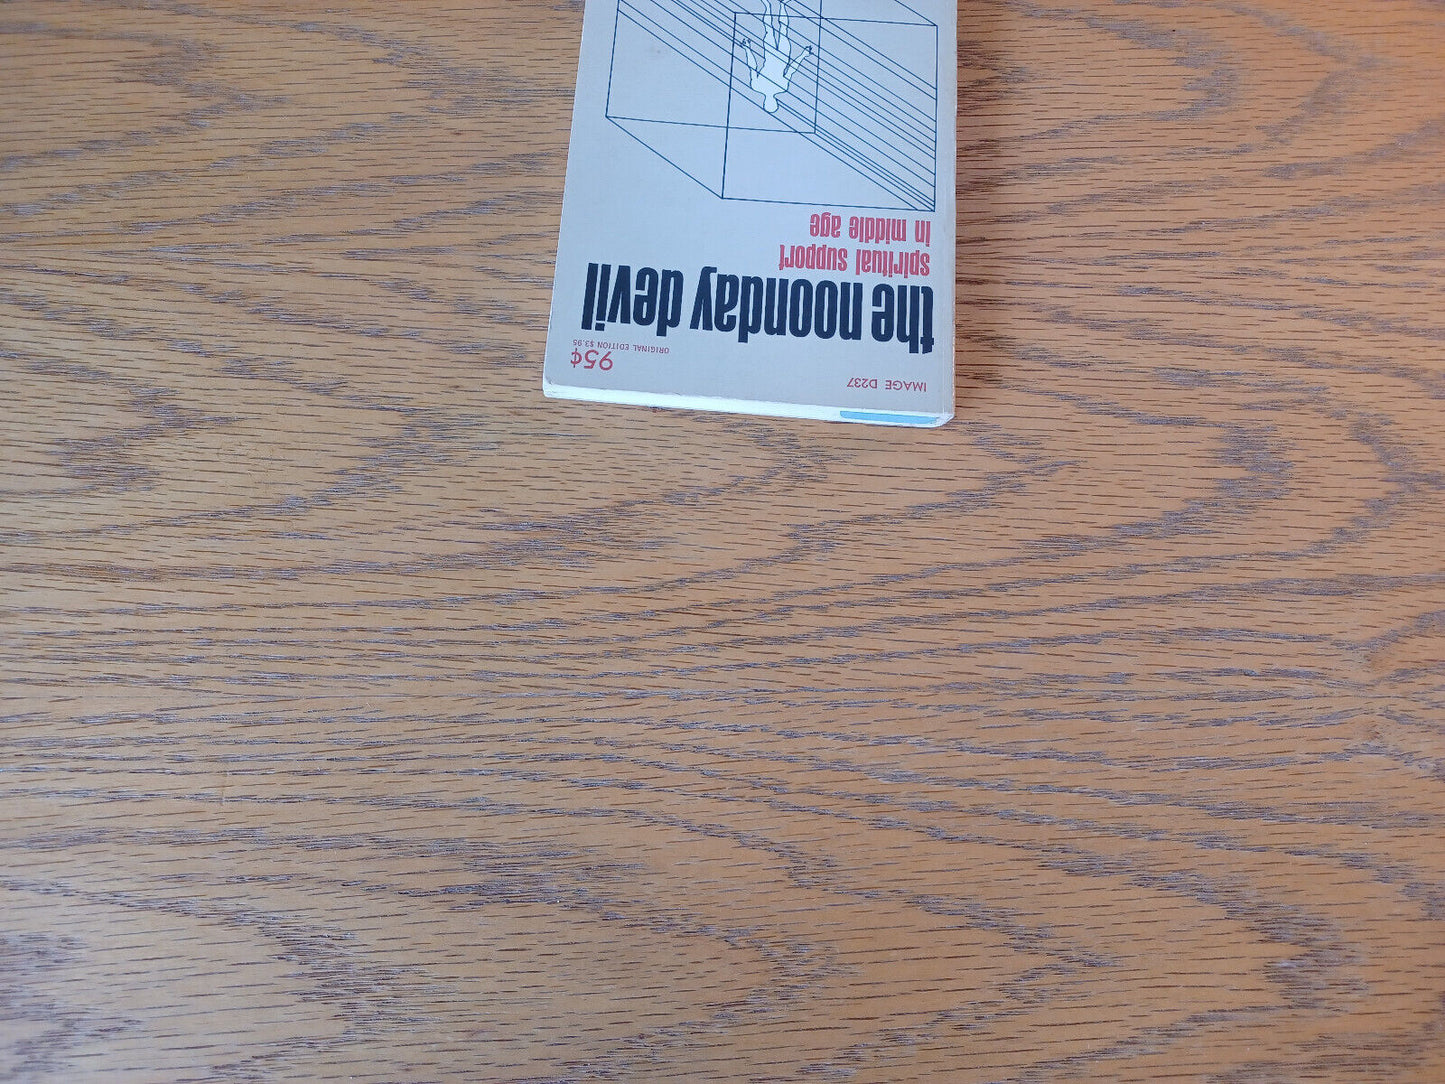 IMAGE D237
95¢
ORIGINAL EDITION $3.95
the noonday devil
spiritual support
in middle age